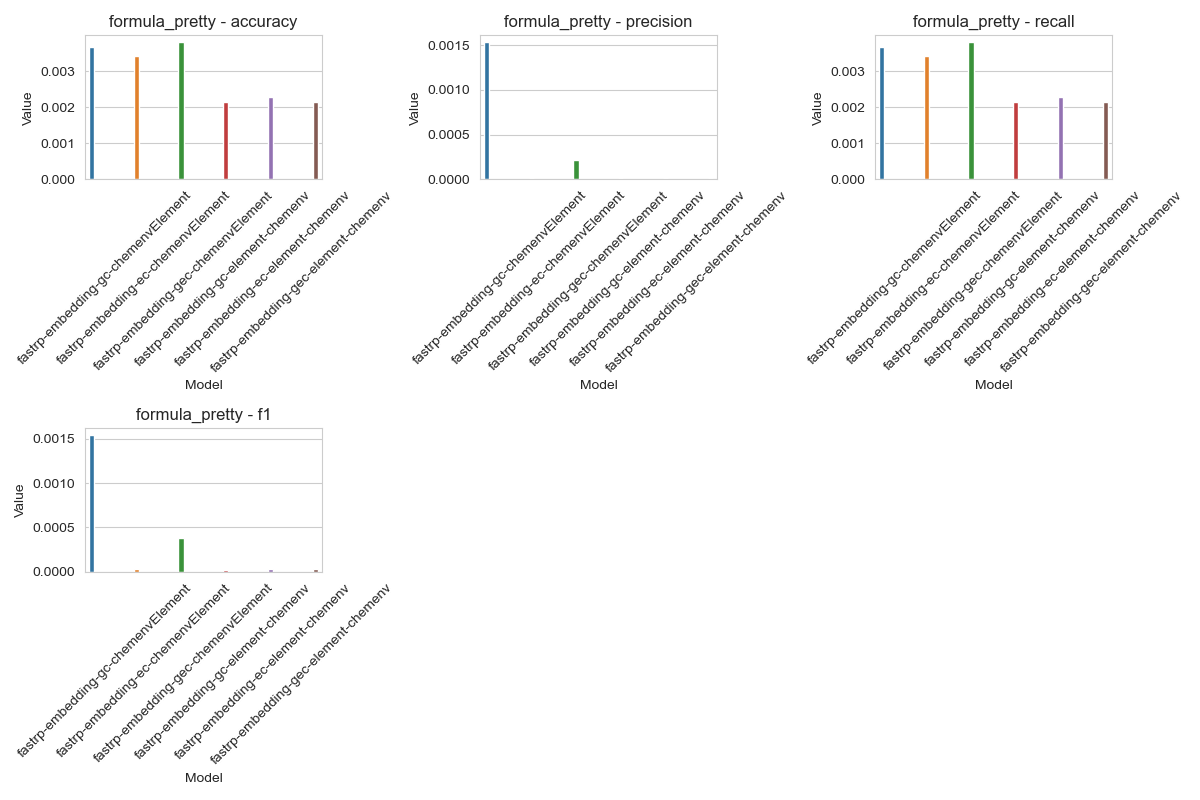 formula_pretty - accuracy
Value
0.003
0.002
0.001
0.000
fastrp-embedding-gc-chemenvElement
fastrp-embedding-ec-chemenvElement
fastrp-embedding-gec-chemenvElement
fastrp-embedding-gc-element-chemenv
fastrp-embedding-ec-element-chemenv
fastrp-embedding-gec-element-chemenv
Model
formula_pretty - precision
Value
0.0015
0.0010
0.0005
0.0000
fastrp-embedding-gc-chemenvElement
fastrp-embedding-ec-chemenvElement
fastrp-embedding-gec-chemenvElement
fastrp-embedding-gc-element-chemenv
fastrp-embedding-ec-element-chemenv
fastrp-embedding-gec-element-chemenv
Model
formula_pretty - recall
Value
0.003
0.002
0.001
0.000
fastrp-embedding-gc-chemenvElement
fastrp-embedding-ec-chemenvElement
fastrp-embedding-gec-chemenvElement
fastrp-embedding-gc-element-chemenv
fastrp-embedding-ec-element-chemenv
fastrp-embedding-gec-element-chemenv
Model
formula_pretty - f1
Value
0.0015
0.0010
0.0005
0.0000
fastrp-embedding-gc-chemenvElement
fastrp-embedding-ec-chemenvElement
fastrp-embedding-gec-chemenvElement
fastrp-embedding-gc-element-chemenv
fastrp-embedding-ec-element-chemenv
fastrp-embedding-gec-element-chemenv
Model